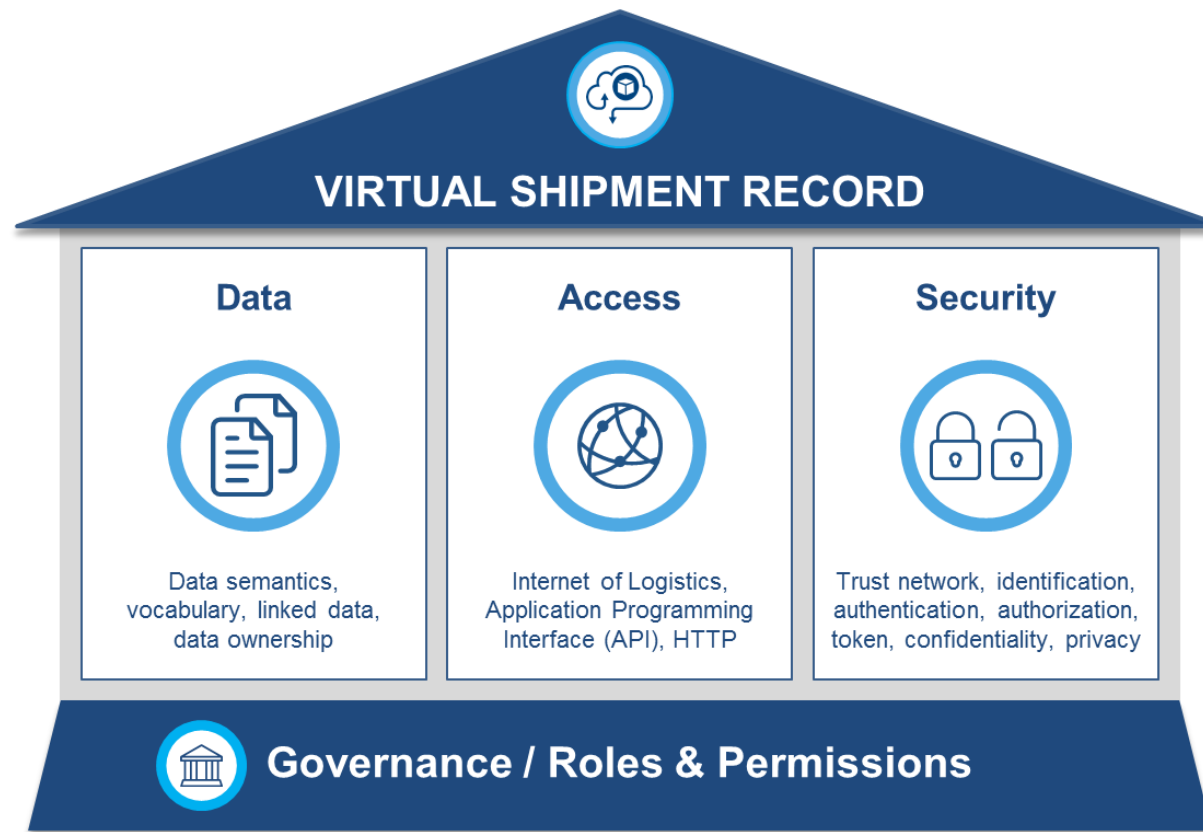 VIRTUAL SHIPMENT RECORD
Data
Data semantics,
vocabulary, linked data,
data ownership
Access
Internet of Logistics,
Application Programming
Interface (API), HTTP
Security
Trust network, identification,
authentication, authorization,
token, confidentiality, privacy
Governance / Roles & Permissions